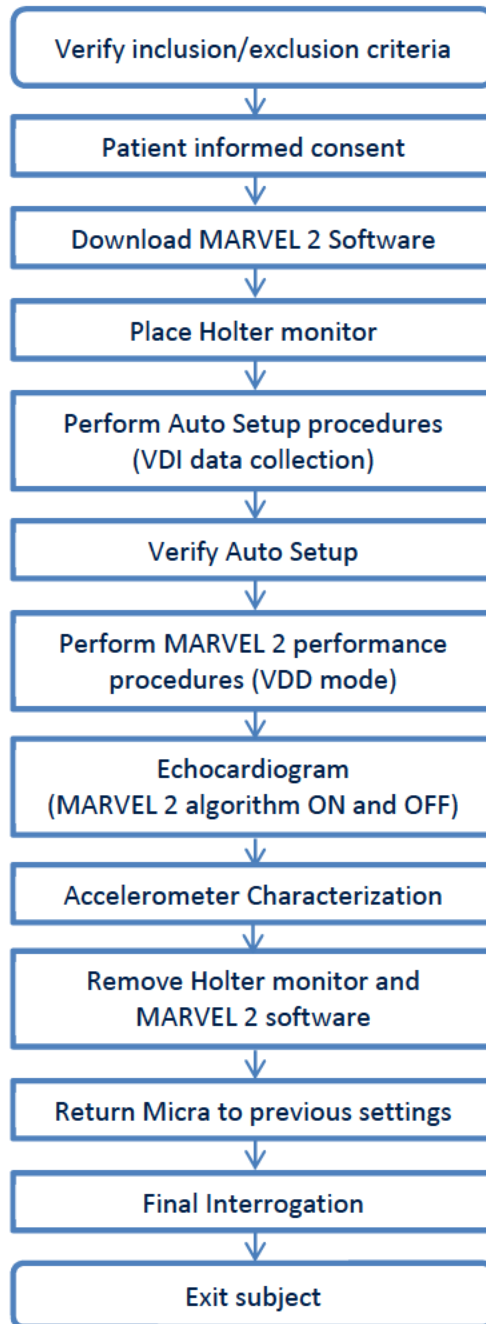 Verify inclusion/exclusion criteria
Patient informed consent
Download MARVEL 2 Software
Place Holter monitor
Perform Auto Setup procedures
(VDI data collection)
Verify Auto Setup
Perform MARVEL 2 performance
procedures (VDD mode)
Echocardiogram
(MARVEL 2 algorithm ON and OFF)
Accelerometer Characterization
Remove Holter monitor and
MARVEL 2 software
Return Micra to previous settings
Final Interrogation
Exit subject